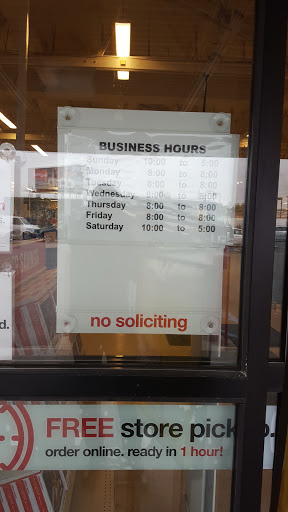 BUSINESS HOURS
Sunday 10:00 to 5:00
Monday 8:00 to 8:00
Tuesday 8:00 to 8:00
Wednesday 8:00 to 8:00
Thursday 8:00 to 8:00
Friday 8:00 to 8:00
Saturday 10:00 to 5:00
no soliciting
d.
FREE store pick
order online. ready in 1 hour!